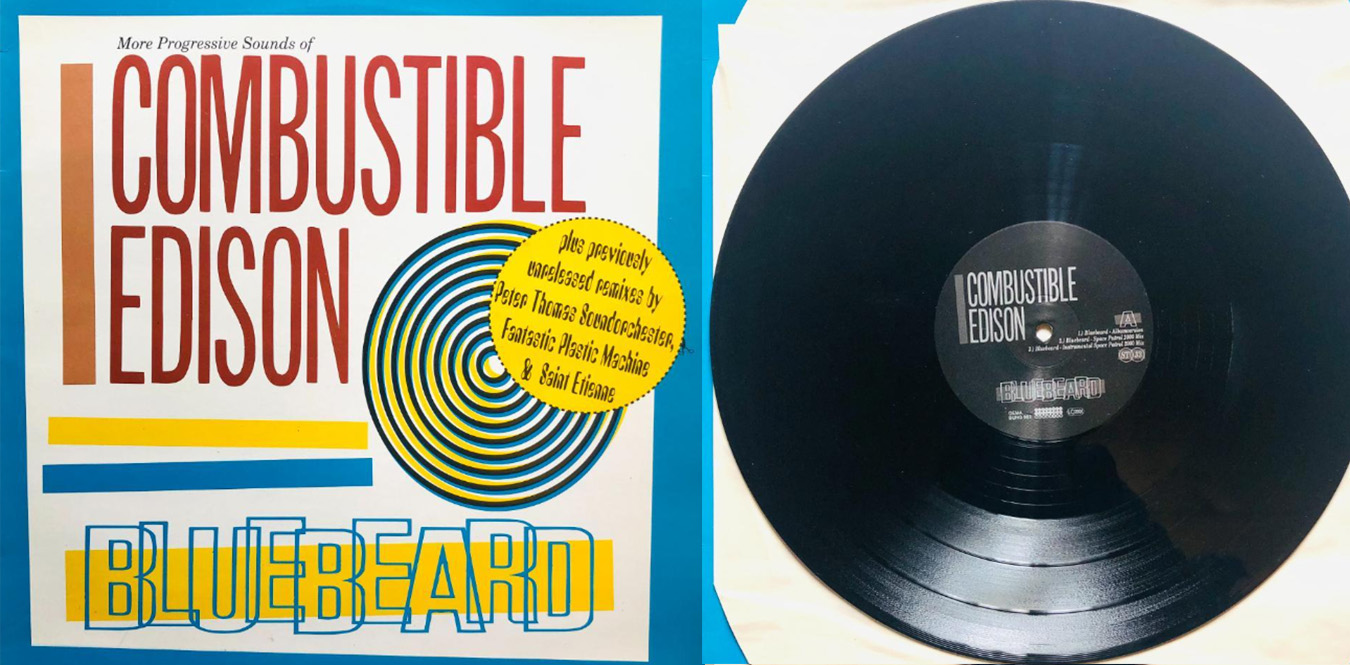 More Progressive Sounds of
COMBUSTIBLE
EDISON
plus previously
unreleased remixes by
Peter Thomas Soundorchester,
Fantastic Plastic Machine
& Saint Etienne
BLUEBEARD
COMBUSTIBLE
EDISON
A
1.) Bluebeard - Albumversion
2.) Bluebeard - Space Patrol 2000 Mix
3.) Bluebeard - Instrumental Space Patrol 2000 Mix
BLUEBEARD